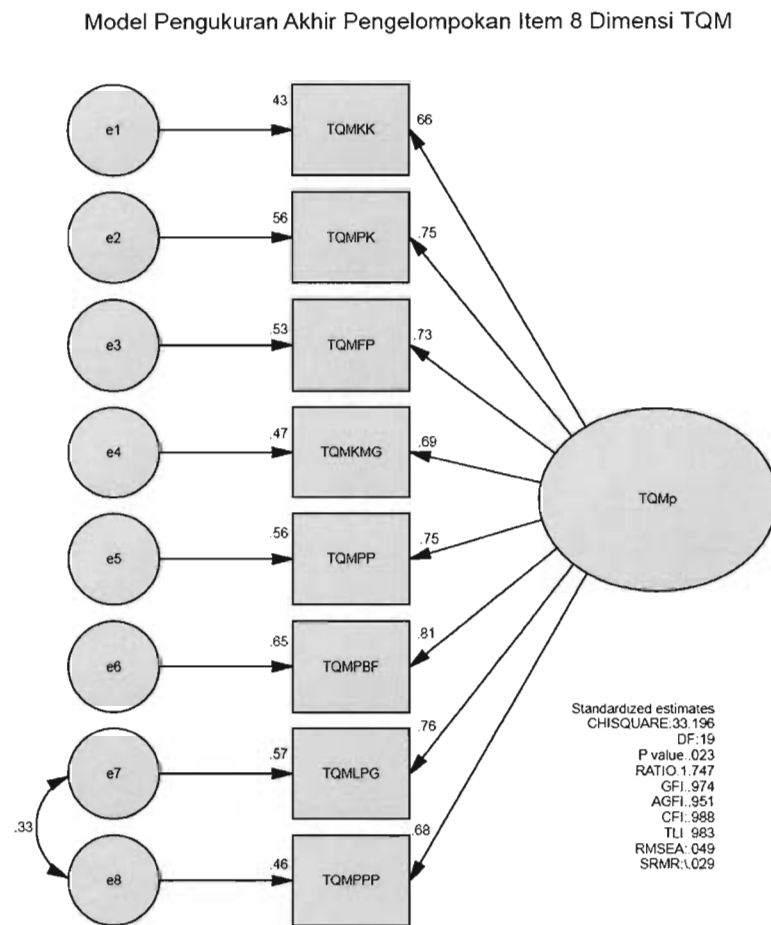 Model Pengukuran Akhir Pengelompokan Item 8 Dimensi TQM
e1
43
TQMKK
66
e2
56
TQMPK
.75
e3
.53
TQMFP
.73
e4
.47
TQMKMG
.69
e5
.56
TQMPP
.75
e6
.65
TQMPBF
.81
e7
.57
TQMLPG
.76
e8
.46
TQMPPP
.68
.33
TQMp
Standardized estimates
CHISQUARE:33.196
DF:19
P value:.023
RATIO:1.747
GFI:.974
AGFI:.951
CFI:.988
TLI .983
RMSEA:.049
SRMR:\.029